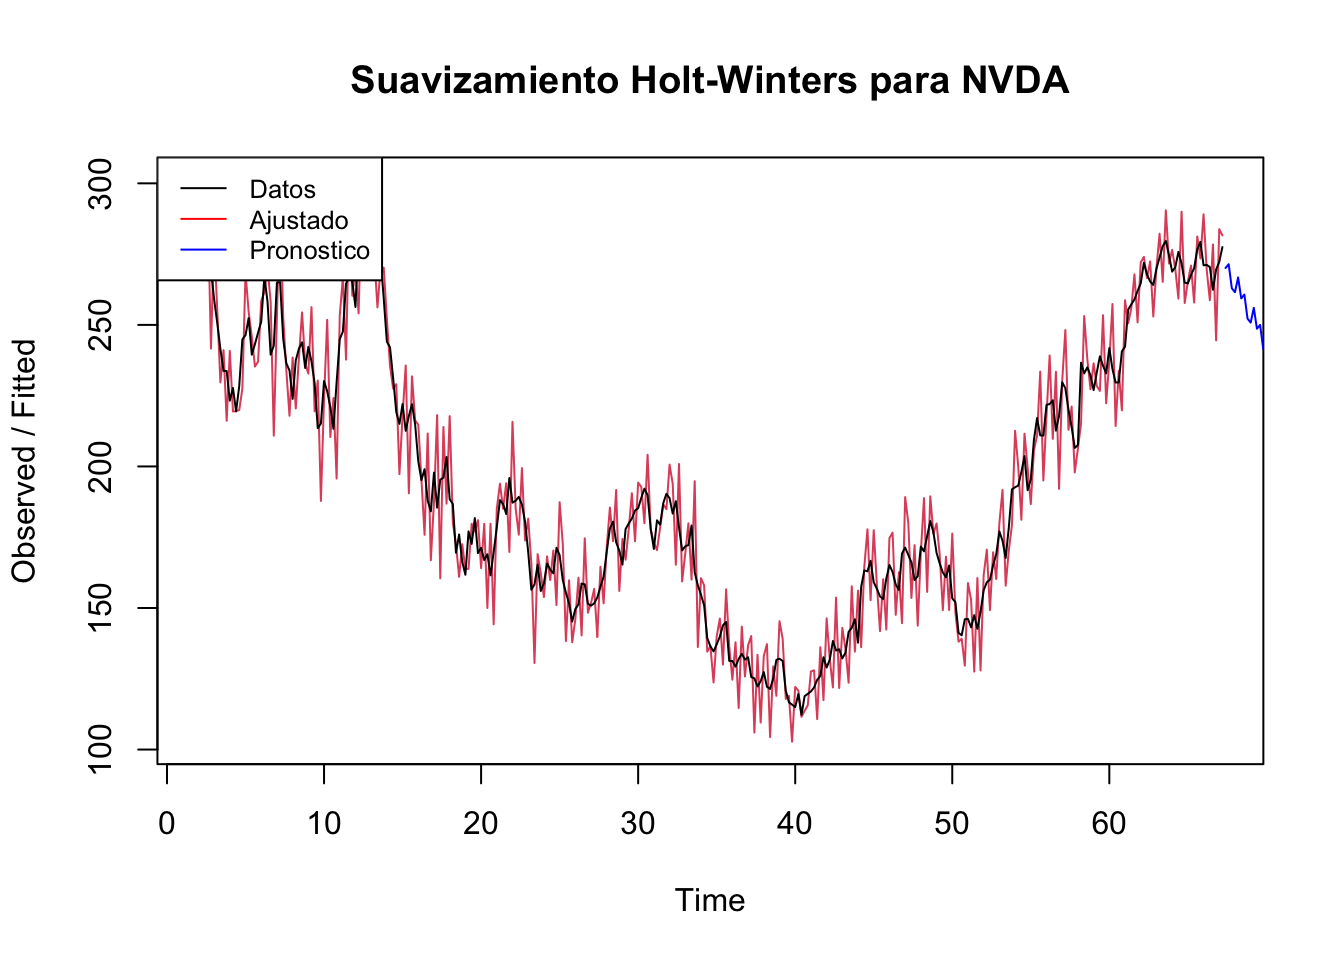 Suavizamiento Holt-Winters para NVDA
Datos
Ajustado
Pronostico
Observed / Fitted
300
250
200
150
100
0 10 20 30 40 50 60
Time